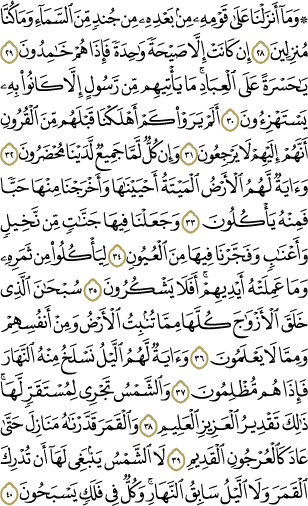 ۞ وَمَآ أَنزَلْنَا عَلَىٰ قَوْمِهِۦ مِنۢ بَعْدِهِۦ مِن جُندٍ مِّنَ ٱلسَّمَآءِ وَمَا كُنَّا
مُنزِلِينَ ٢٨ إِن كَانَتْ إِلَّا صَيْحَةً وَٰحِدَةً فَإِذَا هُمْ خَٰمِدُونَ ٢٩
يَٰحَسْرَةً عَلَى ٱلْعِبَادِ ۚ مَا يَأْتِيهِم مِّن رَّسُولٍ إِلَّا كَانُوا۟ بِهِۦ
يَسْتَهْزِءُونَ ٣٠ أَلَمْ يَرَوْا۟ كَمْ أَهْلَكْنَا قَبْلَهُم مِّنَ ٱلْقُرُونِ
أَنَّهُمْ إِلَيْهِمْ لَا يَرْجِعُونَ ٣١ وَإِن كُلٌّ لَّمَّا جَمِيعٌ لَّدَيْنَا مُحْضَرُونَ ٣٢
وَءَايَةٌ لَّهُمُ ٱلْأَرْضُ ٱلْمَيْتَةُ أَحْيَيْنَٰهَا وَأَخْرَجْنَا مِنْهَا حَبًّا
فَمِنْهُ يَأْكُلُونَ ٣٣ وَجَعَلْنَا فِيهَا جَنَّٰتٍ مِّن نَّخِيلٍ
وَأَعْنَٰبٍ وَفَجَّرْنَا فِيهَا مِنَ ٱلْعُيُونِ ٣٤ لِيَأْكُلُوا۟ مِن ثَمَرِهِۦ
وَمَا عَمِلَتْهُ أَيْدِيهِمْ ۖ أَفَلَا يَشْكُرُونَ ٣٥ سُبْحَٰنَ ٱلَّذِى
خَلَقَ ٱلْأَزْوَٰجَ كُلَّهَا مِمَّا تُنۢبِتُ ٱلْأَرْضُ وَمِنْ أَنفُسِهِمْ
وَمِمَّا لَا يَعْلَمُونَ ٣٦ وَءَايَةٌ لَّهُمُ ٱلَّيْلُ نَسْلَخُ مِنْهُ ٱلنَّهَارَ
فَإِذَا هُم مُّظْلِمُونَ ٣٧ وَٱلشَّمْسُ تَجْرِى لِمُسْتَقَرٍّ لَّهَا ۚ
ذَٰلِكَ تَقْدِيرُ ٱلْعَزِيزِ ٱلْعَلِيمِ ٣٨ وَٱلْقَمَرَ قَدَّرْنَٰهُ مَنَازِلَ حَتَّىٰ
عَادَ كَٱلْعُرْجُونِ ٱلْقَدِيمِ ٣٩ لَا ٱلشَّمْسُ يَنۢبَغِى لَهَآ أَن تُدْرِكَ
ٱلْقَمَرَ وَلَا ٱلَّيْلُ سَابِقُ ٱلنَّهَارِ ۚ وَكُلٌّ فِى فَلَكٍ يَسْبَحُونَ ٤٠